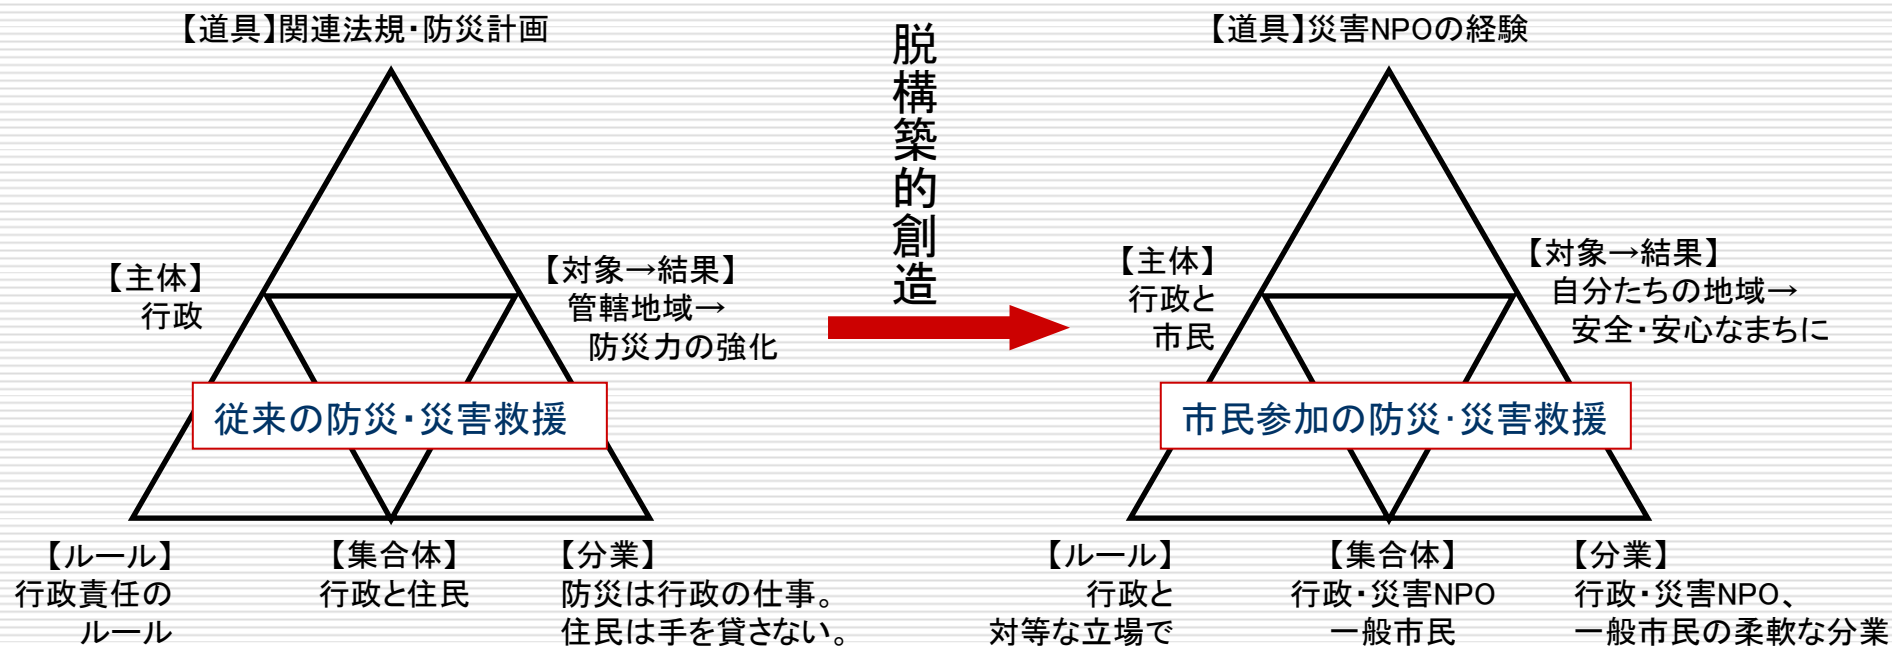 【道具】関連法規・防災計画
【主体】
行政
【対象→結果】
管轄地域→
防災力の強化
従来の防災・災害救援
【ルール】
行政責任の
ルール
【集合体】
行政と住民
【分業】
防災は行政の仕事。
住民は手を貸さない。
脱構築的創造
【道具】災害NPOの経験
【主体】
行政と
市民
【対象→結果】
自分たちの地域→
安全・安心なまちに
市民参加の防災・災害救援
【ルール】
行政と
対等な立場で
【集合体】
行政・災害NPO
一般市民
【分業】
行政・災害NPO、
一般市民の柔軟な分業